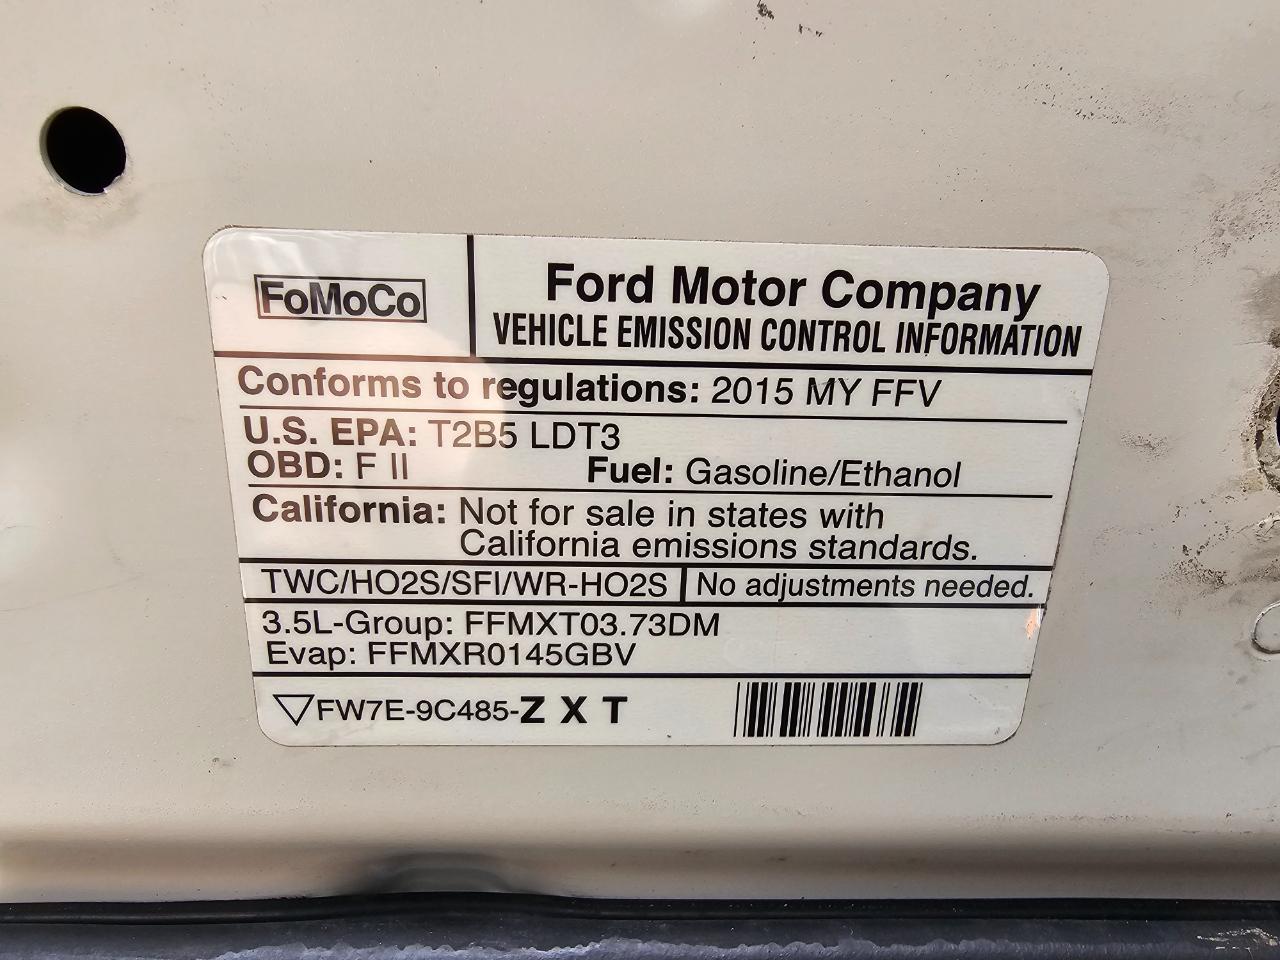 FoMoCo
Ford Motor Company
VEHICLE EMISSION CONTROL INFORMATION
Conforms to regulations: 2015 MY FFV
U.S. EPA: T2B5 LDT3
OBD: F II Fuel: Gasoline/Ethanol
California: Not for sale in states with
California emissions standards.
TWC/HO2S/SFI/WR-HO2S No adjustments needed.
3.5L-Group: FFMXT03.73DM
Evap: FFMXR0145GBV
FW7E-9C485-Z X T